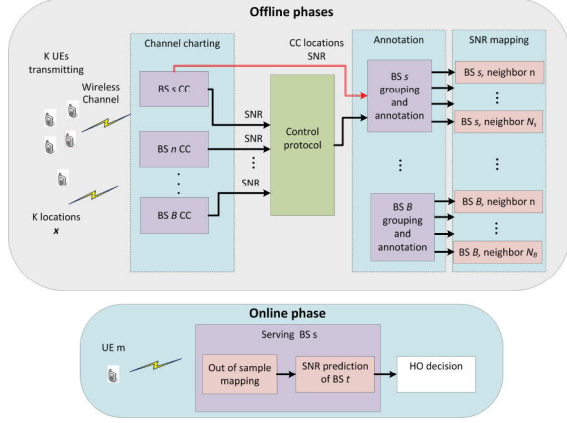 Offline phases
K UEs
transmitting
Wireless
Channel
K locations
x
Channel charting
BS s CC
BS n CC
BS B CC
CC locations
SNR
SNR
SNR
SNR
Control
protocol
Annotation
BS s
grouping
and
annotation
BS B
grouping
and
annotation
SNR mapping
BS s, neighbor n
BS s, neighbor Ns
BS B, neighbor n
BS B, neighbor NB
Online phase
UE m
Serving BS s
Out of sample
mapping
SNR prediction
of BS t
HO decision